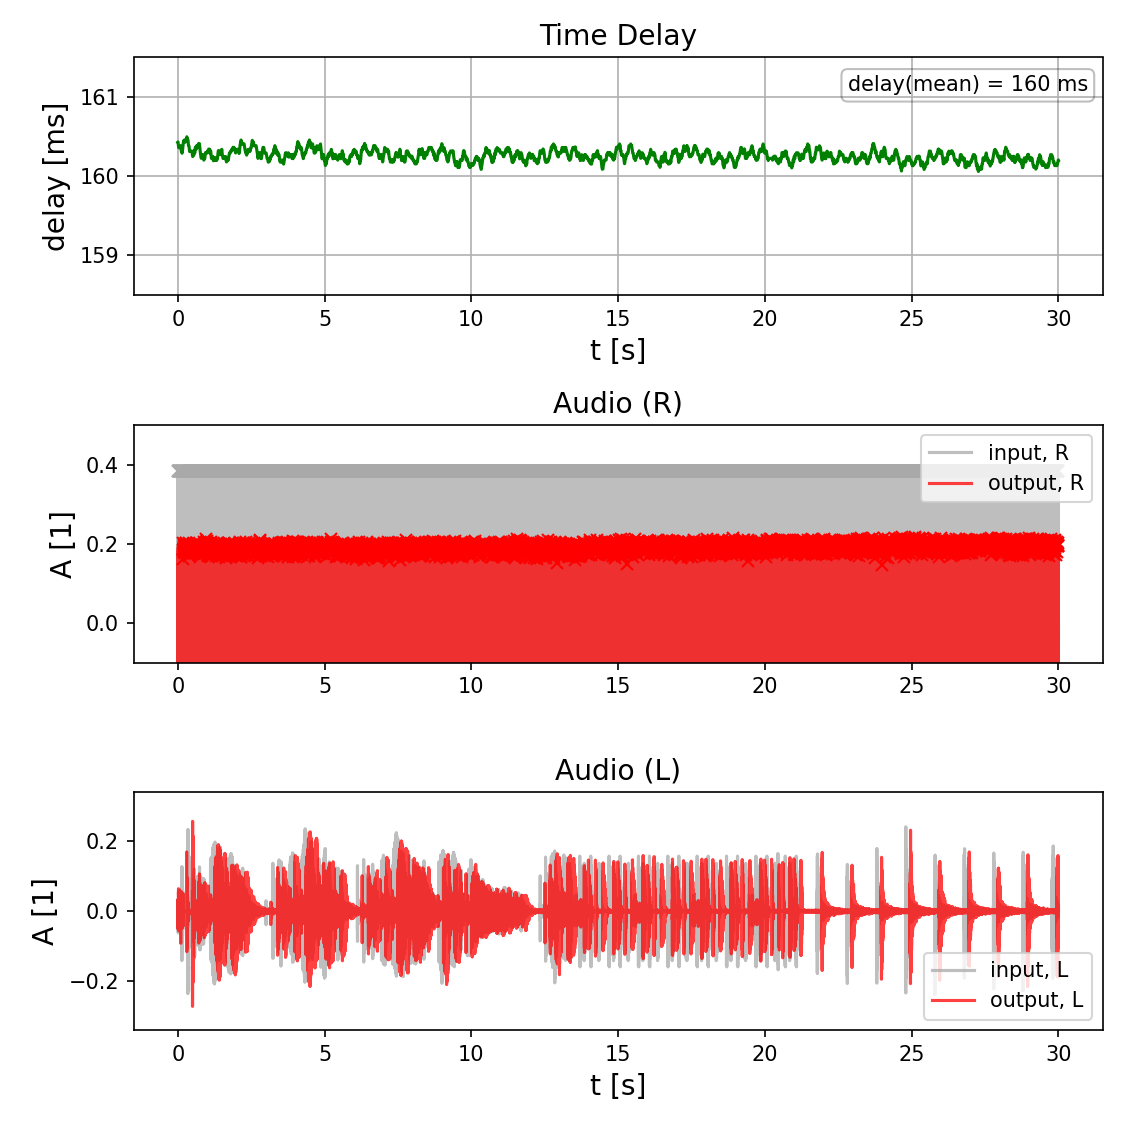 Time Delay
delay(mean) = 160 ms
161
160
159
delay [ms]
0 5 10 15 20 25 30
t [s]
Audio (R)
input, R
output, R
0.4
0.2
0.0
A [1]
0 5 10 15 20 25 30
Audio (L)
0.2
0.0
−0.2
A [1]
input, L
output, L
0 5 10 15 20 25 30
t [s]